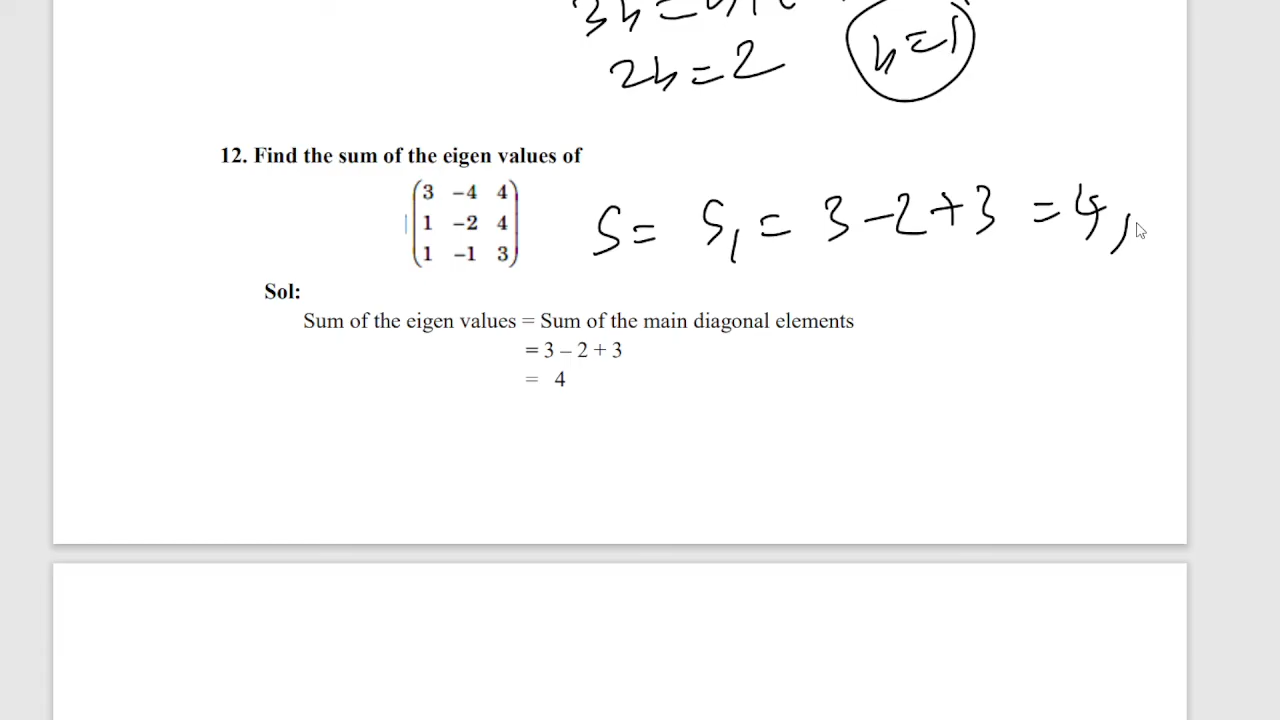 2h = 2
h = 1
12. Find the sum of the eigen values of
3 −4 4
1 −2 4
1 −1 3
S = S1 = 3 − 2 + 3 = 4
Sol:
Sum of the eigen values = Sum of the main diagonal elements
= 3 – 2 + 3
= 4